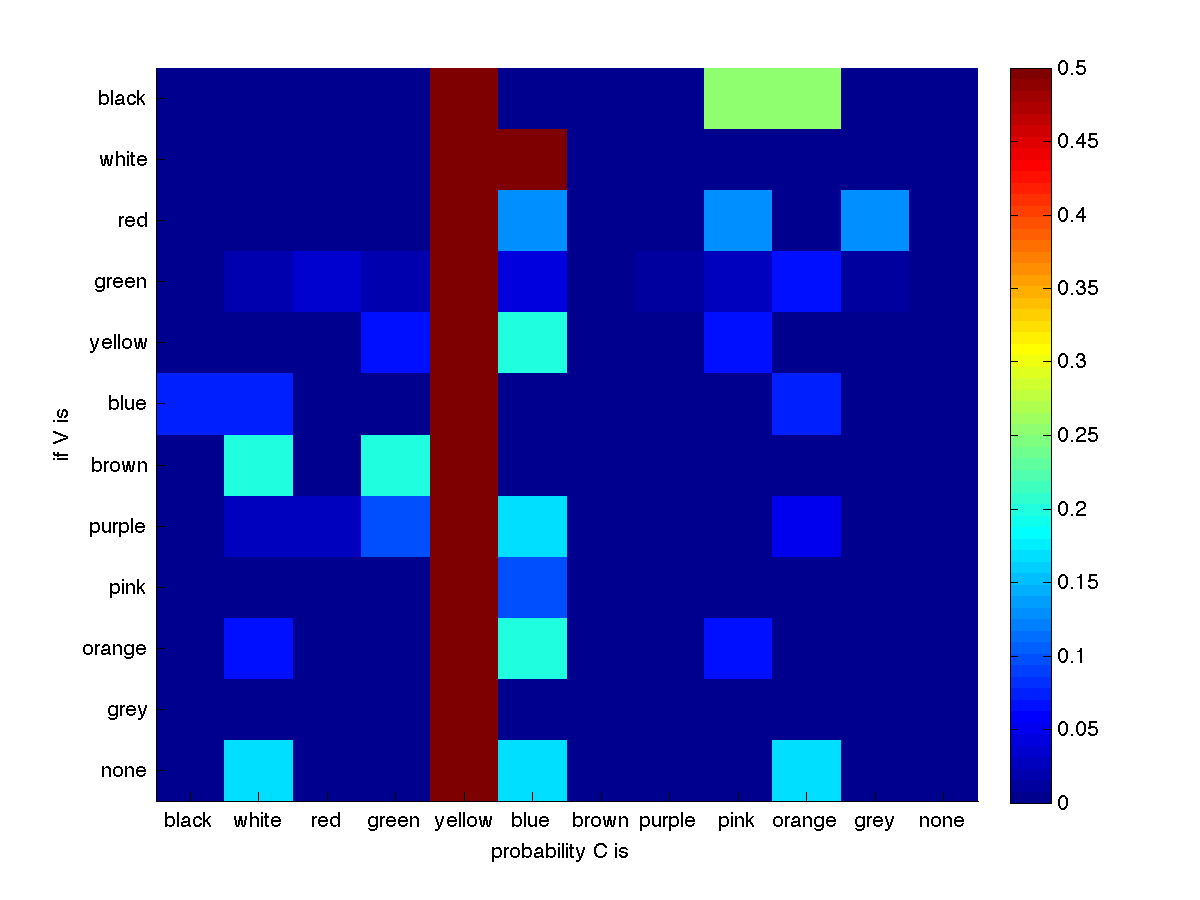 if V is
black
white
red
green
yellow
blue
brown
purple
pink
orange
grey
none
black white red green yellow blue brown purple pink orange grey none
probability C is
0.5
0.45
0.4
0.35
0.3
0.25
0.2
0.15
0.1
0.05
0